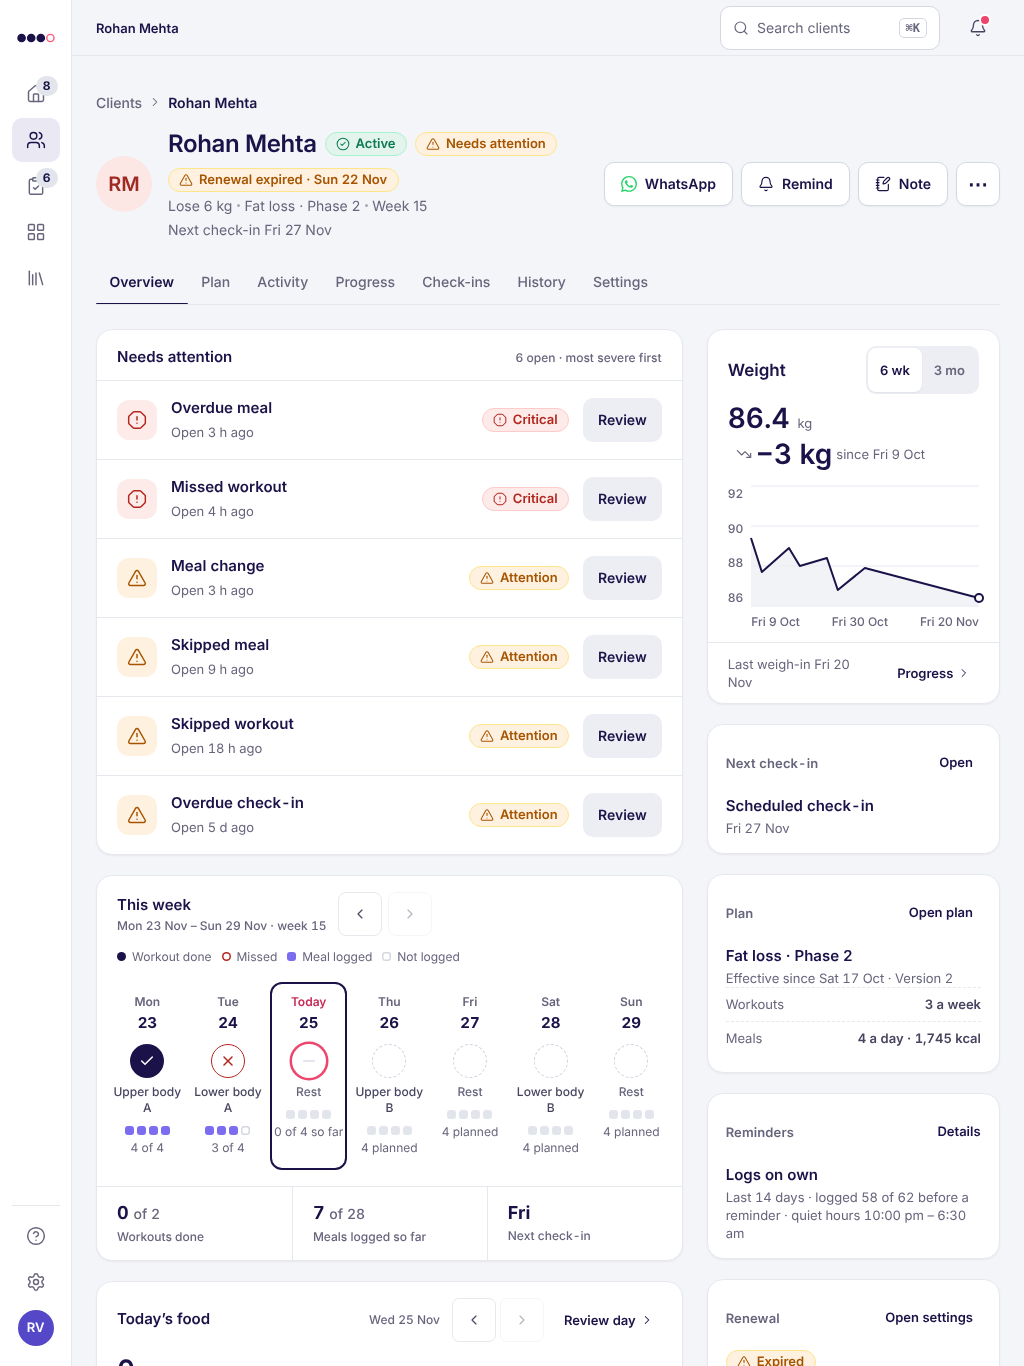 Rohan Mehta
Search clients
⌘K
8
6
Clients
Rohan Mehta
RM
Rohan Mehta
Active
Needs attention
Renewal expired · Sun 22 Nov
Lose 6 kg · Fat loss · Phase 2 · Week 15
Next check-in Fri 27 Nov
WhatsApp
Remind
Note
Overview
Plan
Activity
Progress
Check-ins
History
Settings
Needs attention
6 open · most severe first
Overdue meal
Open 3 h ago
Critical
Review
Missed workout
Open 4 h ago
Critical
Review
Meal change
Open 3 h ago
Attention
Review
Skipped meal
Open 9 h ago
Attention
Review
Skipped workout
Open 18 h ago
Attention
Review
Overdue check-in
Open 5 d ago
Attention
Review
This week
Mon 23 Nov – Sun 29 Nov · week 15
Workout done
Missed
Meal logged
Not logged
Mon
23
Upper body
A
4 of 4
Tue
24
Lower body
A
3 of 4
Today
25
Rest
0 of 4 so far
Thu
26
Upper body
B
4 planned
Fri
27
Rest
4 planned
Sat
28
Lower body
B
4 planned
Sun
29
Rest
4 planned
0 of 2
Workouts done
7 of 28
Meals logged so far
Fri
Next check-in
Today's food
Wed 25 Nov
Review day
Weight
6 wk
3 mo
86.4 kg
−3 kg since Fri 9 Oct
92
90
88
86
Fri 9 Oct
Fri 30 Oct
Fri 20 Nov
Last weigh-in Fri 20
Nov
Progress
Next check-in
Open
Scheduled check-in
Fri 27 Nov
Plan
Open plan
Fat loss · Phase 2
Effective since Sat 17 Oct · Version 2
Workouts
3 a week
Meals
4 a day · 1,745 kcal
Reminders
Details
Logs on own
Last 14 days · logged 58 of 62 before a
reminder · quiet hours 10:00 pm – 6:30
am
Renewal
Open settings
Expired
RV